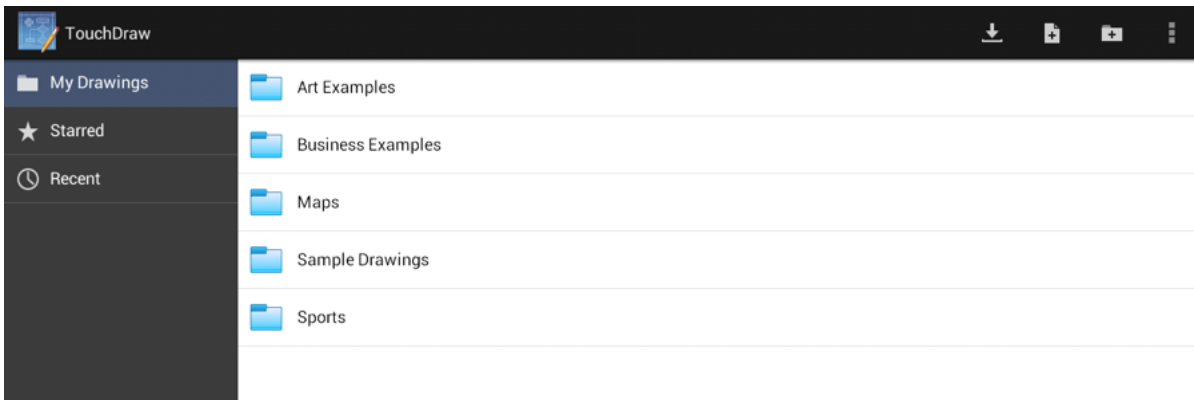 TouchDraw
My Drawings
Starred
Recent
Art Examples
Business Examples
Maps
Sample Drawings
Sports